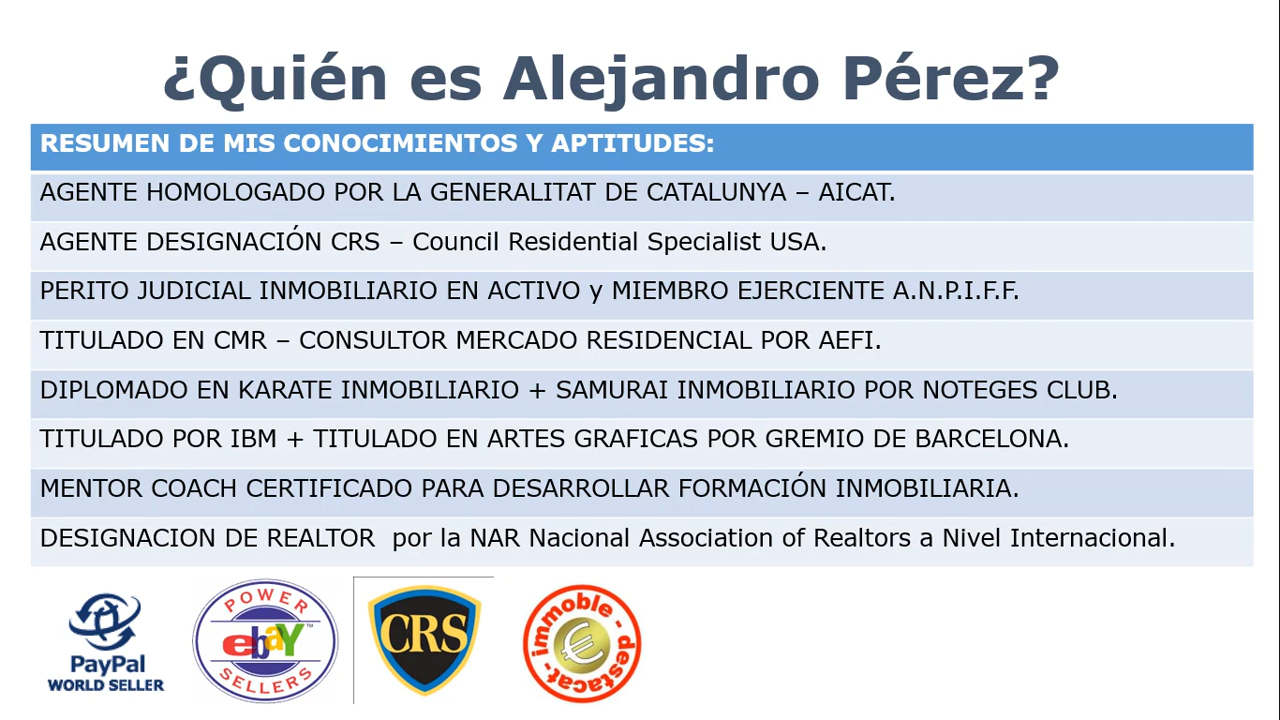 ¿Quién es Alejandro Pérez?
RESUMEN DE MIS CONOCIMIENTOS Y APTITUDES:
AGENTE HOMOLOGADO POR LA GENERALITAT DE CATALUNYA – AICAT.
AGENTE DESIGNACIÓN CRS – Council Residential Specialist USA.
PERITO JUDICIAL INMOBILIARIO EN ACTIVO y MIEMBRO EJERCIENTE A.N.P.I.F.F.
TITULADO EN CMR – CONSULTOR MERCADO RESIDENCIAL POR AEFI.
DIPLOMADO EN KARATE INMOBILIARIO + SAMURAI INMOBILIARIO POR NOTEGES CLUB.
TITULADO POR IBM + TITULADO EN ARTES GRAFICAS POR GREMIO DE BARCELONA.
MENTOR COACH CERTIFICADO PARA DESARROLLAR FORMACIÓN INMOBILIARIA.
DESIGNACION DE REALTOR por la NAR Nacional Association of Realtors a Nivel Internacional.
PayPal
WORLD SELLER
POWER
ebaY™
SELLERS
CRS
immoble - destacat-
€